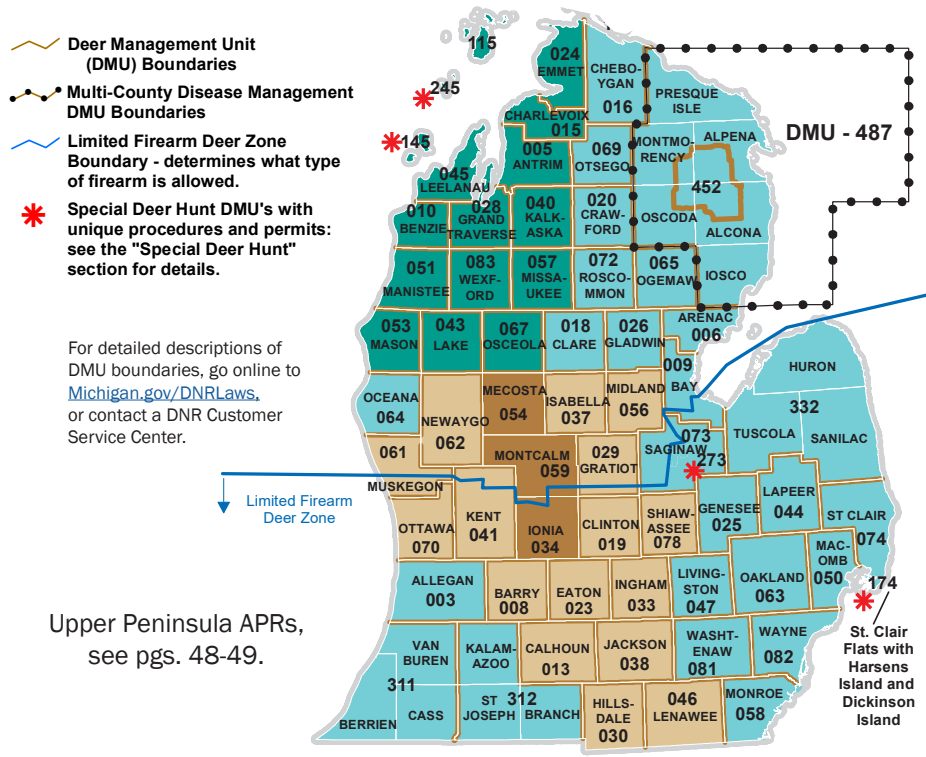 Deer Management Unit
(DMU) Boundaries
Multi-County Disease Management
DMU Boundaries
Limited Firearm Deer Zone
Boundary - determines what type
of firearm is allowed.
Special Deer Hunt DMU's with
unique procedures and permits:
see the "Special Deer Hunt"
section for details.
For detailed descriptions of
DMU boundaries, go online to
Michigan.gov/DNRLaws,
or contact a DNR Customer
Service Center.
Limited Firearm
Deer Zone
Upper Peninsula APRs,
see pgs. 48-49.
115
245
145
024
EMMET
CHEBO-
YGAN
016
PRESQUE
ISLE
DMU - 487
CHARLEVOIX
015
005
ANTRIM
069
OTSEGO
MONTMO-
RENCY
ALPENA
452
045
LEELANAU
010
BENZIE
028
GRAND
TRAVERSE
040
KALK-
ASKA
020
CRAW-
FORD
OSCODA
ALCONA
051
MANISTEE
083
WEXF-
ORD
057
MISSA-
UKEE
072
ROSCO-
MMON
065
OGEMAW
IOSCO
053
MASON
043
LAKE
067
OSCEOLA
018
CLARE
026
GLADWIN
ARENAC
006
009
BAY
HURON
OCEANA
064
NEWAYGO
062
MECOSTA
054
ISABELLA
037
MIDLAND
056
332
TUSCOLA
SANILAC
061
MUSKEGON
MONTCALM
059
029
GRATIOT
073
SAGINAW
273
OTTAWA
070
KENT
041
IONIA
034
CLINTON
019
SHIAW-
ASSEE
078
GENESEE
025
LAPEER
044
ST CLAIR
074
ALLEGAN
003
BARRY
008
EATON
023
INGHAM
033
LIVING-
STON
047
OAKLAND
063
MAC-
OMB
050
174
St. Clair
Flats with
Harsens
Island and
Dickinson
Island
VAN
BUREN
KALAM-
AZOO
CALHOUN
013
JACKSON
038
WASHT-
ENAW
081
WAYNE
082
311
BERRIEN
CASS
312
ST
JOSEPH
BRANCH
HILLS-
DALE
030
046
LENAWEE
MONROE
058